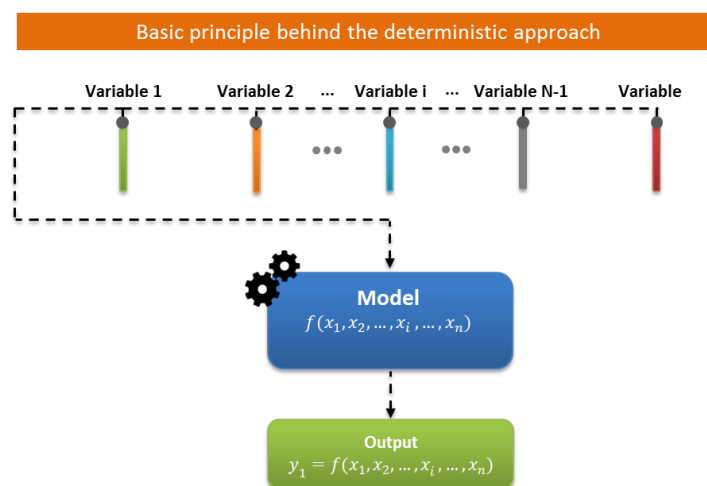 Basic principle behind the deterministic approach
Variable 1 Variable 2 ... Variable i ... Variable N-1 Variable
Model
f(x₁,x₂,…,xᵢ,…,xₙ)
Output
y₁ = f(x₁,x₂,…,xᵢ,…,xₙ)